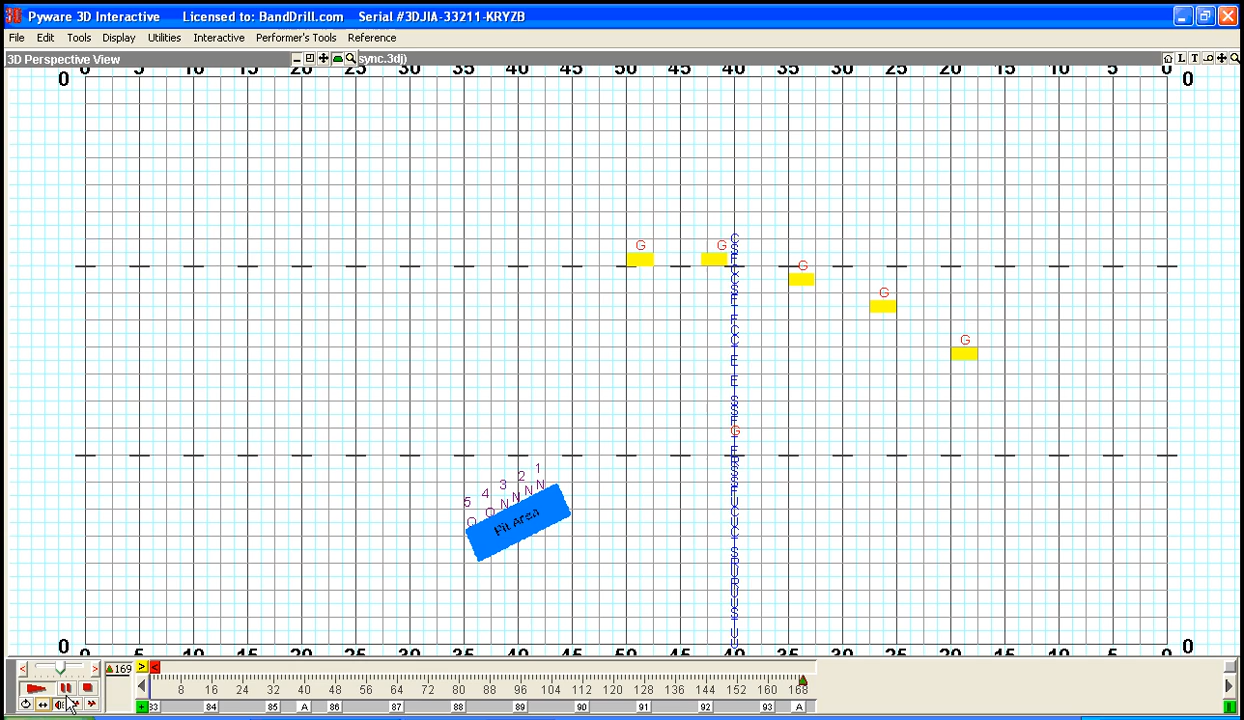 Pyware 3D Interactive Licensed to: BandDrill.com Serial #3DJIA-33211-KRYZB
File Edit Tools Display Utilities Interactive Performer's Tools Reference
3D Perspective View
sync.3dj)
L T
0 5 10 15 20 25 30 35 40 45 50 45 40 35 30 25 20 15 10 5 0
0 0
G G
G
G
G
G
1
2
3
4
5
N
N
N
N
O
O
Pit Area
0 0
0 5 10 15 20 25 30 35 40 45 50 45 40 35 30 25 20 15 10 5 0
169
8 16 24 32 40 48 56 64 72 80 88 96 104 112 120 128 136 144 152 160 168
83 84 85 A 86 87 88 89 90 91 92 93 A